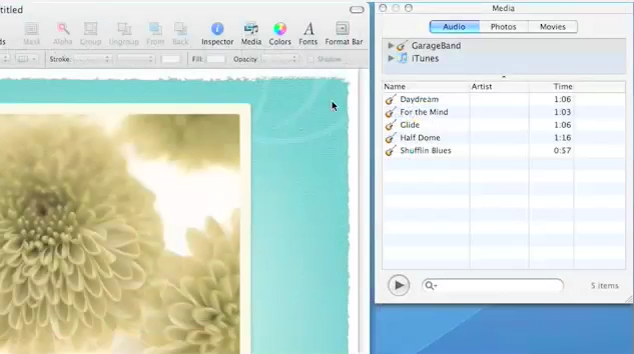 Untitled
Mask Alpha Group Ungroup Front Back Inspector Media Colors Fonts Format Bar
Stroke: Fill: Opacity: Shadow
Media
Audio Photos Movies
GarageBand
iTunes
Name Artist Time
Daydream 1:06
For the Mind 1:03
Glide 1:06
Half Dome 1:16
Shufflin Blues 0:57
5 items